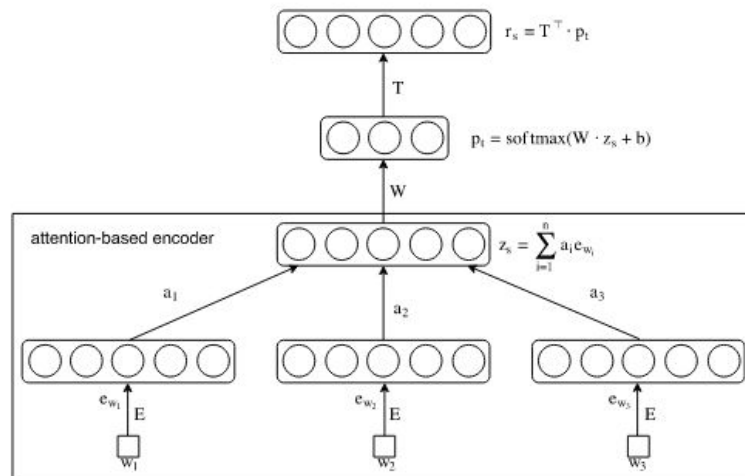 r_s = T^⊤ · p_t
T
p_t = softmax(W · z_s + b)
W
attention-based encoder
z_s = ∑_{i=1}^{n} a_i e_{w_i}
a_1
a_2
a_3
e_{w_1} E
e_{w_2} E
e_{w_3} E
w_1
w_2
w_3